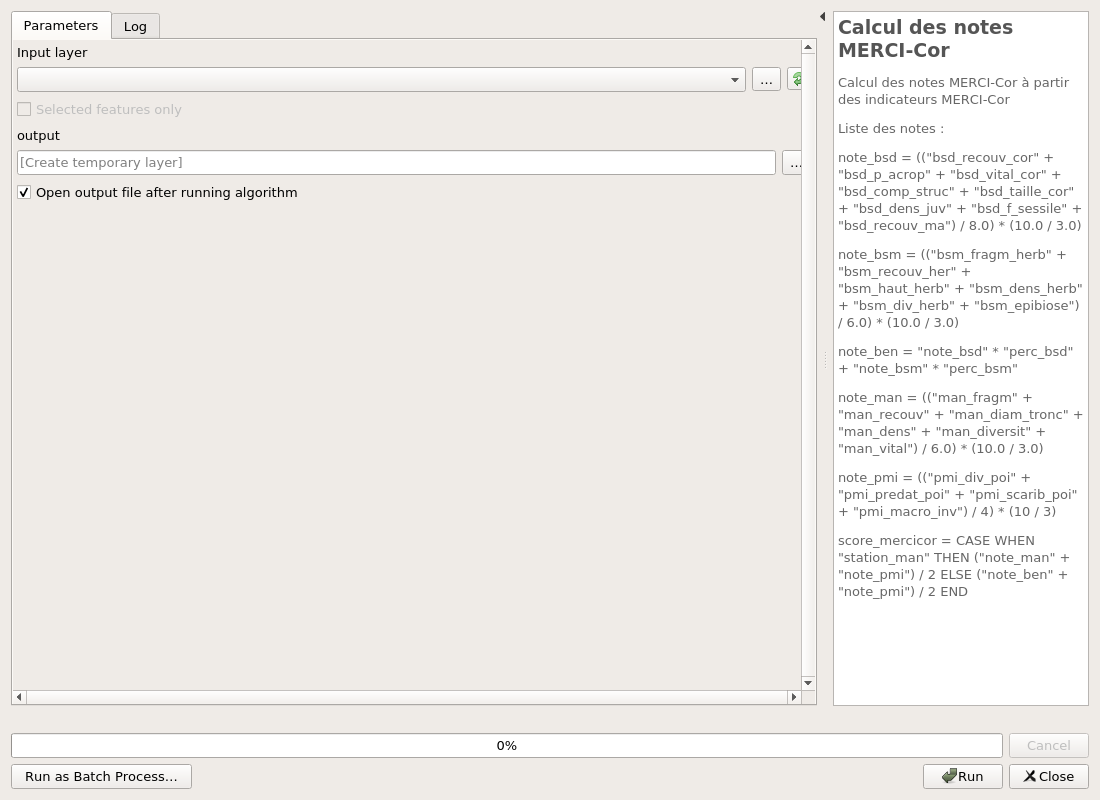 Parameters
Log
Input layer
…
Selected features only
output
[Create temporary layer]
…
Open output file after running algorithm
Calcul des notes
MERCI-Cor
Calcul des notes MERCI-Cor à partir
des indicateurs MERCI-Cor
Liste des notes :
note_bsd = (("bsd_recouv_cor" +
"bsd_p_acrop" + "bsd_vital_cor" +
"bsd_comp_struc" + "bsd_taille_cor"
+ "bsd_dens_juv" + "bsd_f_sessile" +
"bsd_recouv_ma") / 8.0) * (10.0 / 3.0)
note_bsm = (("bsm_fragm_herb" +
"bsm_recouv_her" +
"bsm_haut_herb" + "bsm_dens_herb"
+ "bsm_div_herb" + "bsm_epibiose")
/ 6.0) * (10.0 / 3.0)
note_ben = "note_bsd" * "perc_bsd"
+ "note_bsm" * "perc_bsm"
note_man = (("man_fragm" +
"man_recouv" + "man_diam_tronc" +
"man_dens" + "man_diversit" +
"man_vital") / 6.0) * (10.0 / 3.0)
note_pmi = (("pmi_div_poi" +
"pmi_predat_poi" + "pmi_scarib_poi"
+ "pmi_macro_inv") / 4) * (10 / 3)
score_mercicor = CASE WHEN
"station_man" THEN ("note_man" +
"note_pmi") / 2 ELSE ("note_ben" +
"note_pmi") / 2 END
0%
Cancel
Run as Batch Process…
Run
Close